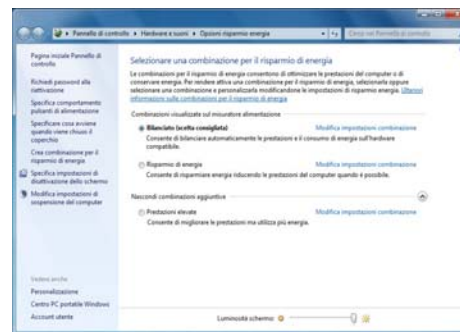 Pannello di controllo ▸ Hardware e suoni ▸ Opzioni risparmio energia
Cerca nel Pannello di controllo
Pagina iniziale Pannello di
controllo
Richiedi password alla
riattivazione
Specifica comportamento
pulsanti di alimentazione
Specificare cosa avviene
quando viene chiuso il
coperchio
Crea combinazione per il
risparmio di energia
Specifica impostazioni di
disattivazione dello schermo
Modifica impostazioni di
sospensione del computer
Vedere anche
Personalizzazione
Centro PC portatile Windows
Account utente
Selezionare una combinazione per il risparmio di energia
Le combinazioni per il risparmio di energia consentono di ottimizzare le prestazioni del computer o di
conservare energia. Per rendere attiva una combinazione per il risparmio di energia, selezionarla oppure
selezionare una combinazione e personalizzarla modificandone le impostazioni di risparmio energia. Ulteriori
informazioni sulle combinazioni per il risparmio di energia
Combinazioni visualizzata sul misuratore alimentazione
Bilanciato (scelta consigliata) Modifica impostazioni combinazione
Consente di bilanciare automaticamente le prestazioni e il consumo di energia sull'hardware
compatibile.
Risparmio di energia Modifica impostazioni combinazione
Consente di risparmiare energia riducendo le prestazioni del computer quando è possibile.
Nascondi combinazioni aggiuntive
Prestazioni elevate Modifica impostazioni combinazione
Consente di migliorare le prestazioni ma utilizza più energia.
Luminosità schermo: